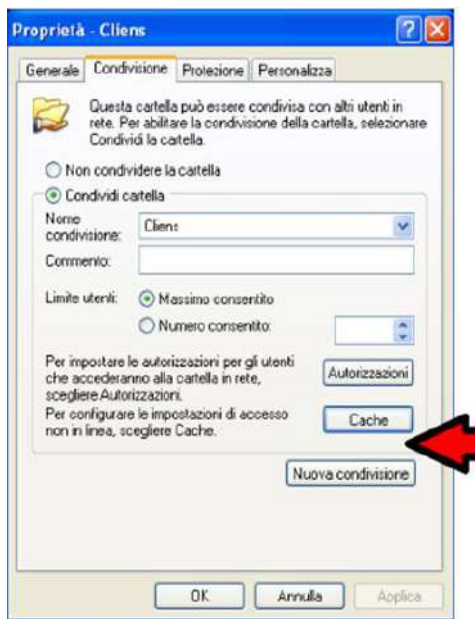 Proprietà - Cliens
Generale Condivisione Protezione Personalizza
Questa cartella può essere condivisa con altri utenti in
rete. Per abilitare la condivisione della cartella, selezionare
Condividi la cartella.
Non condividere la cartella
Condividi cartella
Nome
condivisione: Cliens
Commento:
Limite utenti: Massimo consentito
Numero consentito:
Per impostare le autorizzazioni per gli utenti
che accederanno alla cartella in rete,
scegliere Autorizzazioni.
Autorizzazioni
Per configurare le impostazioni di accesso
non in linea, scegliere Cache.
Cache
Nuova condivisione
OK Annulla Applica